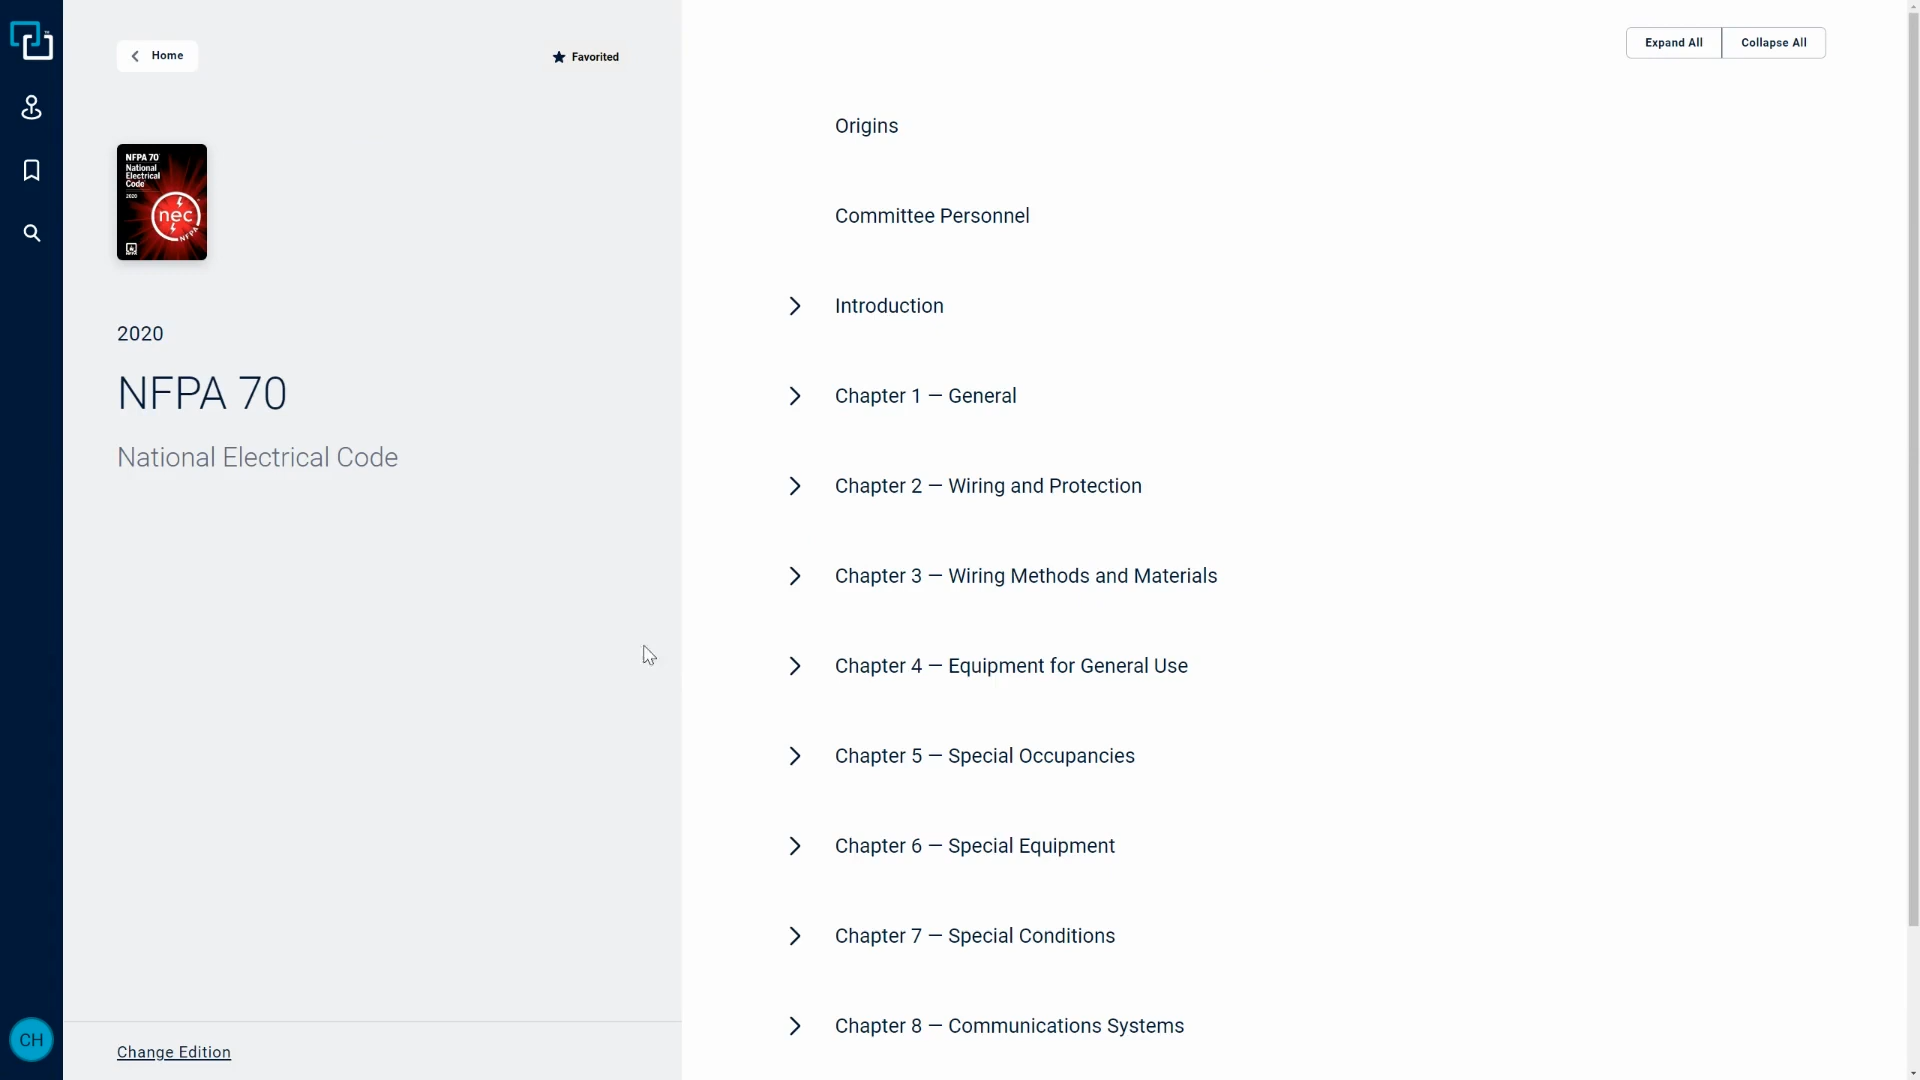 Home
Favorited
NFPA 70
National
Electrical
Code
2020
nec
NFPA
NFPA
2020
NFPA 70
National Electrical Code
Change Edition
CH
Expand All
Collapse All
Origins
Committee Personnel
Introduction
Chapter 1 — General
Chapter 2 — Wiring and Protection
Chapter 3 — Wiring Methods and Materials
Chapter 4 — Equipment for General Use
Chapter 5 — Special Occupancies
Chapter 6 — Special Equipment
Chapter 7 — Special Conditions
Chapter 8 — Communications Systems